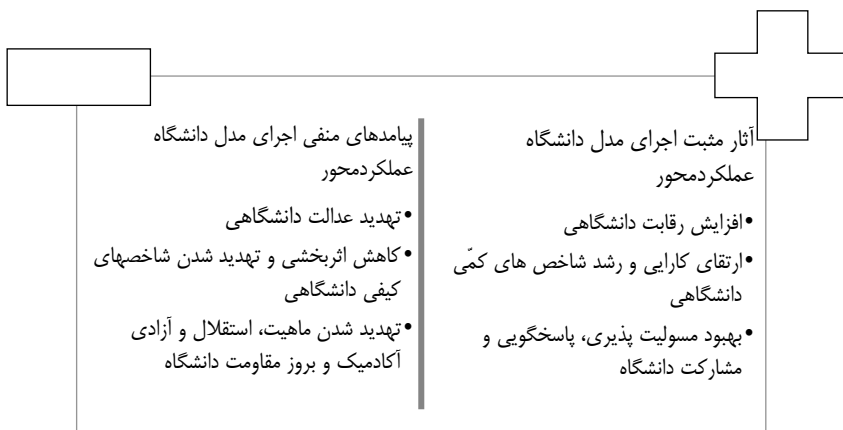 آثار مثبت اجرای مدل دانشگاه
عملکردمحور
•افزایش رقابت دانشگاهی
•ارتقای کارایی و رشد شاخص های کمّی
دانشگاهی
•بهبود مسولیت پذیری، پاسخگویی و
مشارکت دانشگاه
پیامدهای منفی اجرای مدل دانشگاه
عملکردمحور
•تهدید عدالت دانشگاهی
•کاهش اثربخشی و تهدید شدن شاخصهای
کیفی دانشگاهی
•تهدید شدن ماهیت، استقلال و آزادی
آکادمیک و بروز مقاومت دانشگاه